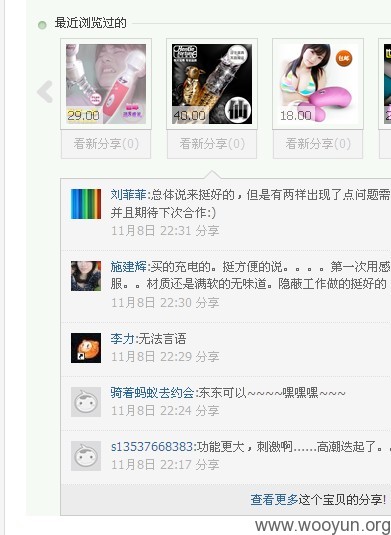 最近浏览过的
包邮
29.00
40.00
18.00
2
看新分享(0)
看新分享(0)
看新分享(0)
刘菲菲:总体说来挺好的，但是有两样出现了点问题需
并且期待下次合作:)
11月8日 22:31 分享
施建辉:买的充电的。挺方便的说。。。。第一次用感
服。。材质还是满软的无味道。隐蔽工作做的挺好的
11月8日 22:30 分享
李力:无法言语
11月8日 22:29 分享
骑着蚂蚁去约会:东东可以~~~~嘿嘿嘿~~~
11月8日 22:24 分享
s13537668383:功能更大，刺激啊......高潮迭起了。。
11月8日 22:17 分享
查看更多这个宝贝的分享!
www.wooyun.org